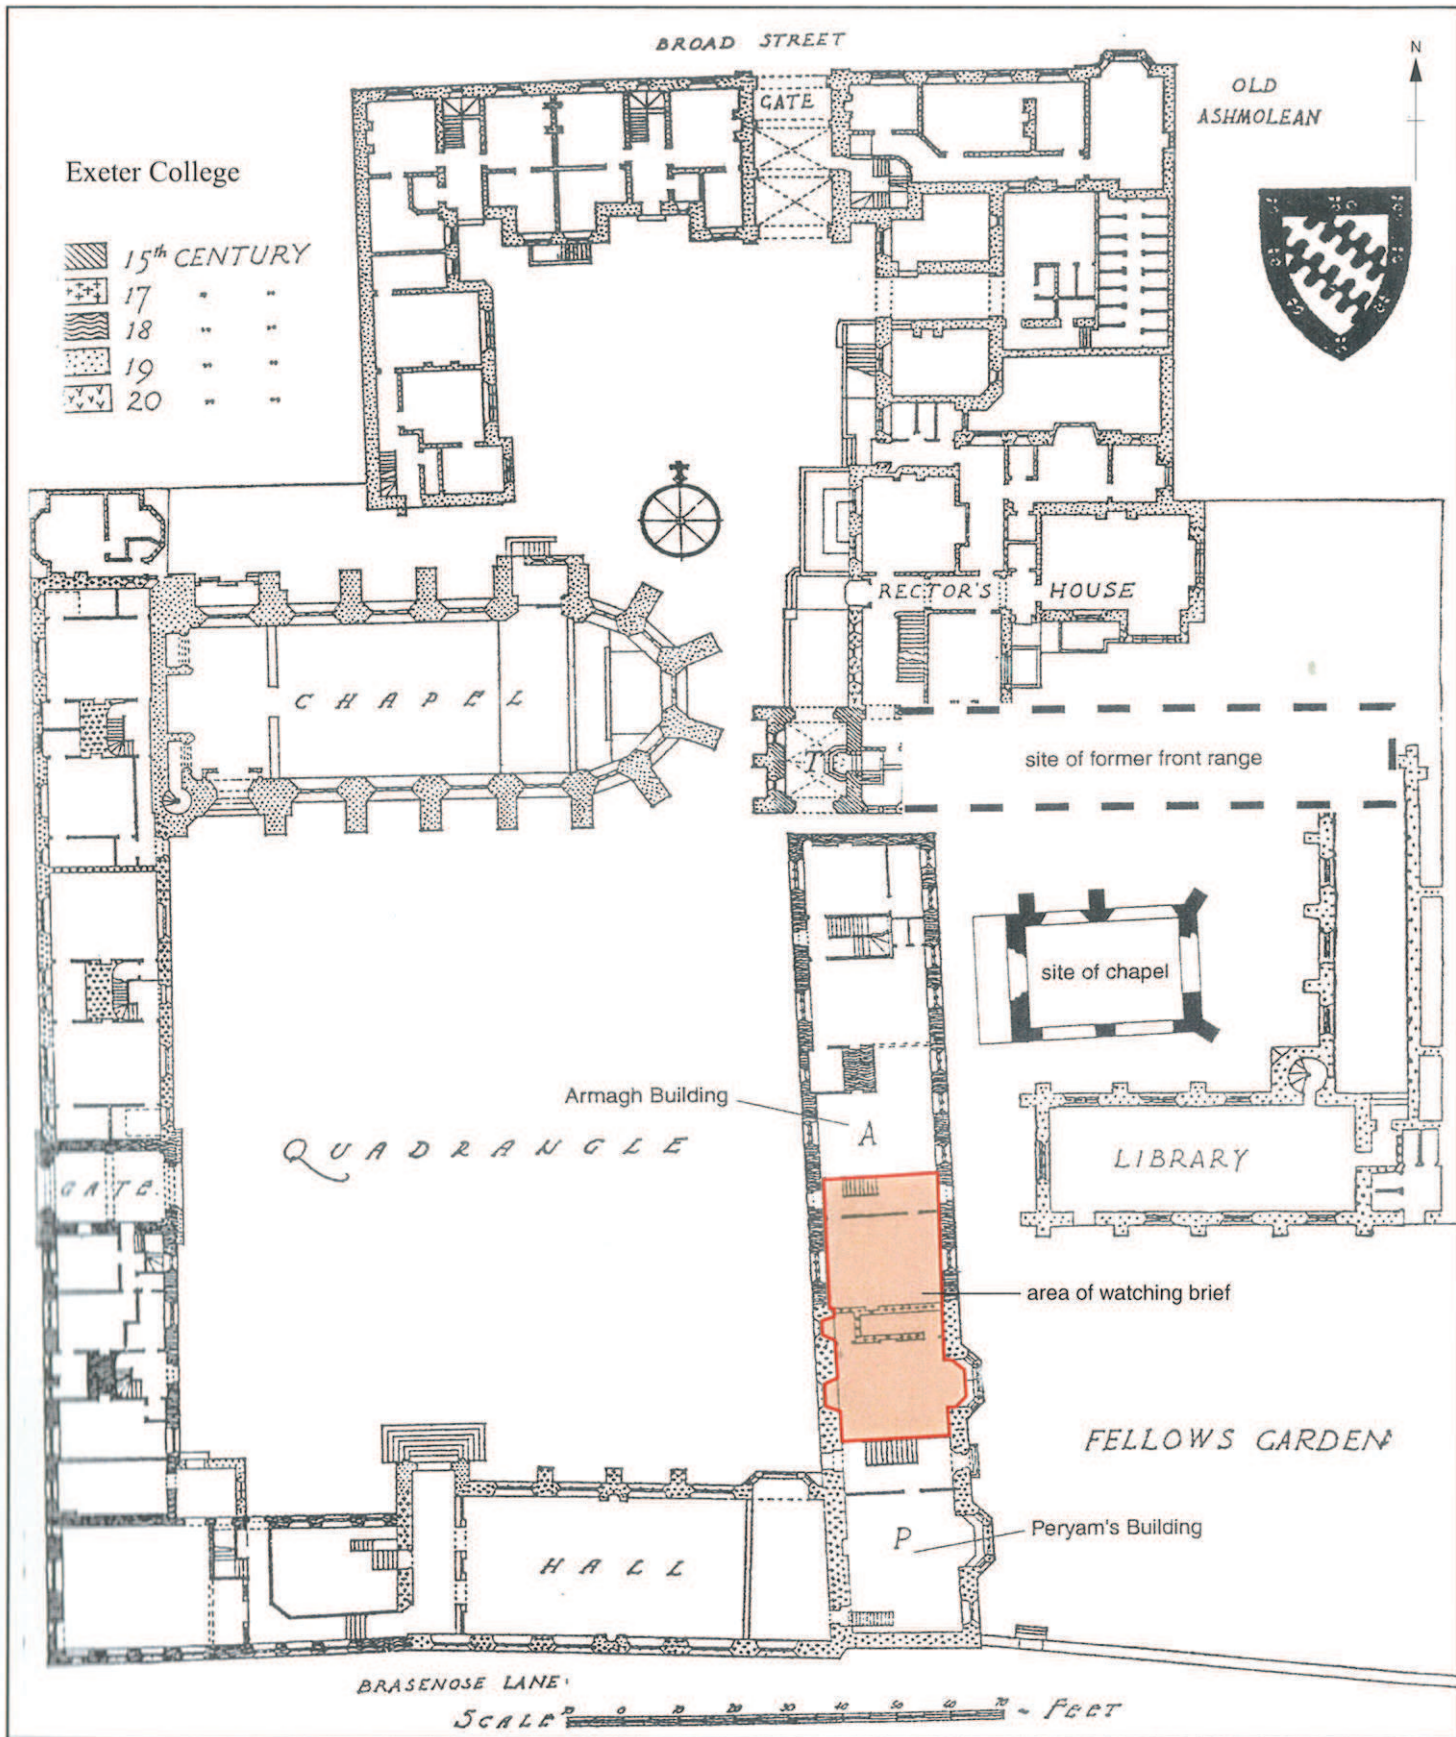 BROAD STREET
N
GATE
OLD
ASHMOLEAN
Exeter College
15th CENTURY
17 " "
18 " "
19 " "
20 " "
RECTOR'S HOUSE
CHAPEL
T
site of former front range
site of chapel
Armagh Building
A
QUADRANGLE
LIBRARY
GATE.
area of watching brief
FELLOWS GARDEN
P
Peryam's Building
HALL
BRASENOSE LANE.
SCALE 10 0 10 20 30 40 50 60 70 ~ FEET